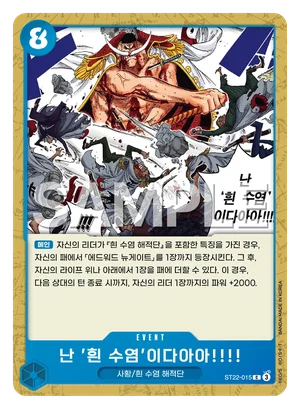 8
난
'흰 수염'
이다아아!!!
SAMPLE
메인 자신의 리더가 『흰 수염 해적단』을 포함한 특징을 가진 경우,
자신의 패에서 「에드워드 뉴게이트」를 1장까지 등장시킨다. 그 후,
자신의 라이프 위나 아래에서 1장을 패에 더할 수 있다. 이 경우,
다음 상대의 턴 종료 시까지, 자신의 리더 1장까지의 파워 +2000.
EVENT
난 '흰 수염'이다아아!!!!
사황/흰 수염 해적단
ST22-015 C 3